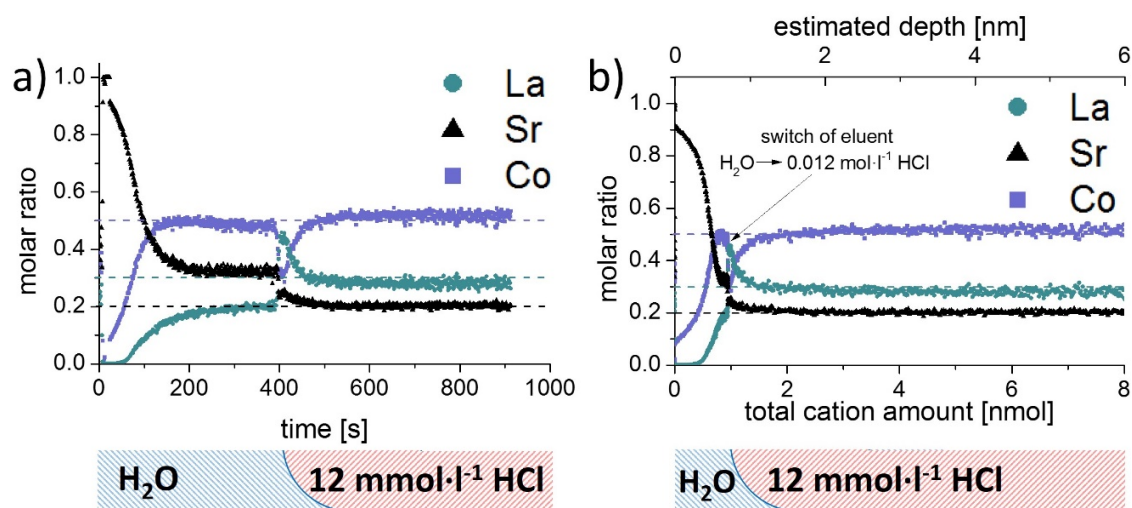 a)
La
Sr
Co
1.0
0.8
0.6
0.4
0.2
0.0
molar ratio
0 200 400 600 800 1000
time [s]
H₂O 12 mmol·l⁻¹ HCl
estimated depth [nm]
0 2 4 6
b)
La
Sr
Co
switch of eluent
H₂O → 0.012 mol·l⁻¹ HCl
1.0
0.8
0.6
0.4
0.2
0.0
molar ratio
0 2 4 6 8
total cation amount [nmol]
H₂O 12 mmol·l⁻¹ HCl